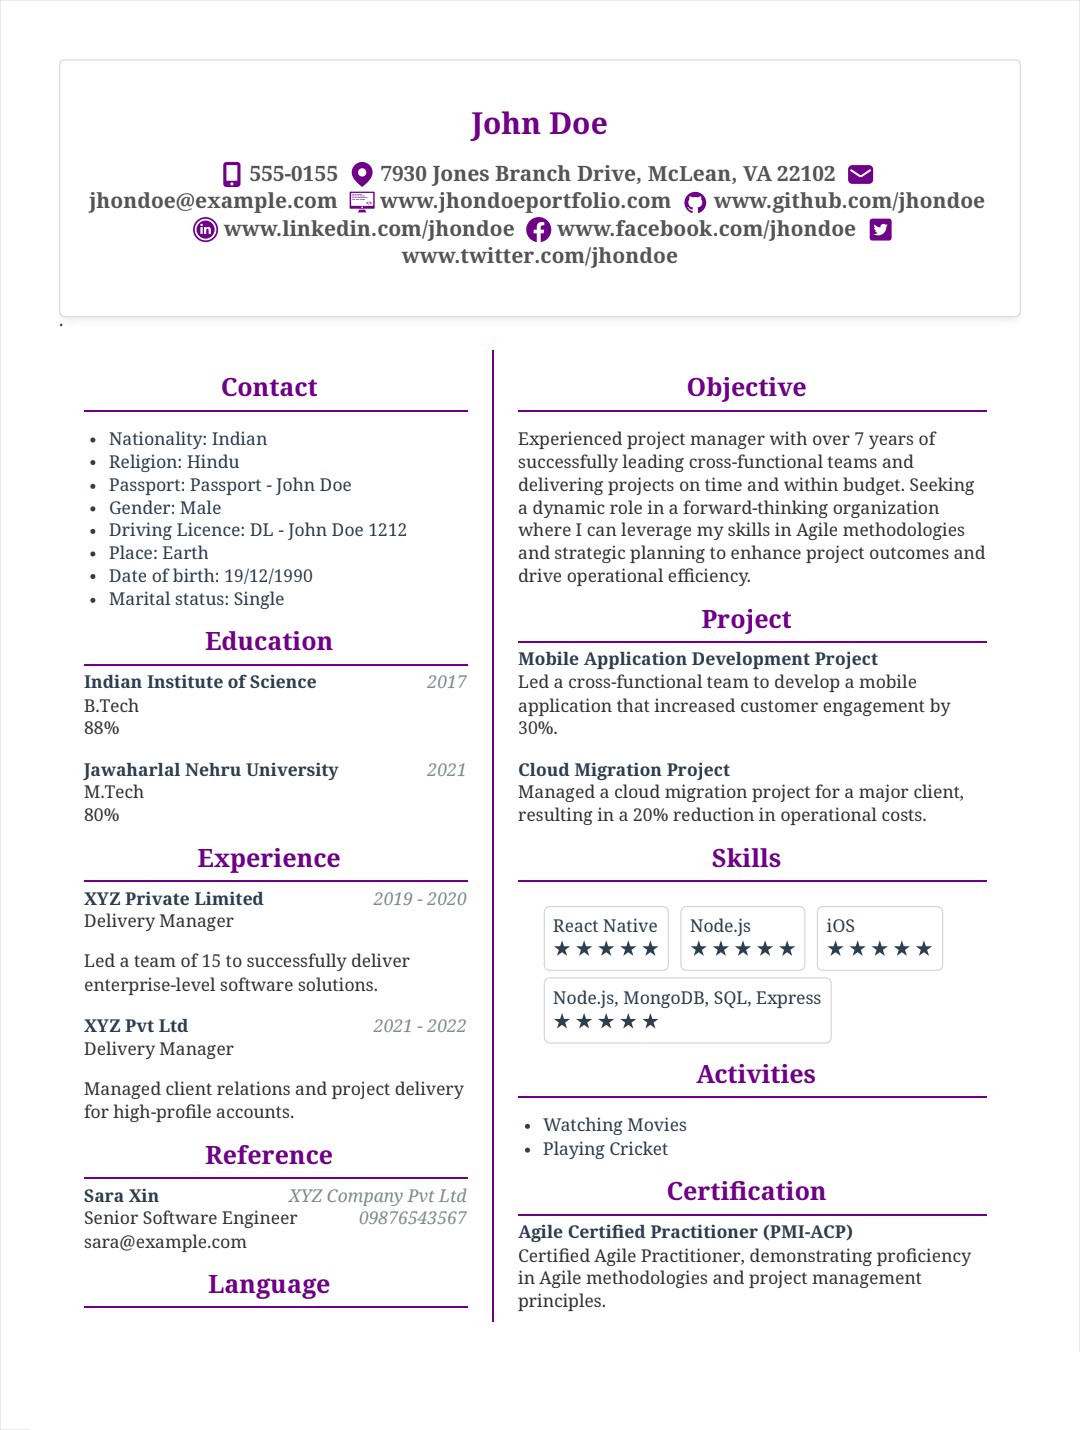 John Doe
555-0155 7930 Jones Branch Drive, McLean, VA 22102
jhondoe@example.com www.jhondoeportfolio.com www.github.com/jhondoe
www.linkedin.com/jhondoe www.facebook.com/jhondoe
www.twitter.com/jhondoe
.
Contact
• Nationality: Indian
• Religion: Hindu
• Passport: Passport - John Doe
• Gender: Male
• Driving Licence: DL - John Doe 1212
• Place: Earth
• Date of birth: 19/12/1990
• Marital status: Single
Education
Indian Institute of Science 2017
B.Tech
88%
Jawaharlal Nehru University 2021
M.Tech
80%
Experience
XYZ Private Limited 2019 - 2020
Delivery Manager
Led a team of 15 to successfully deliver
enterprise-level software solutions.
XYZ Pvt Ltd 2021 - 2022
Delivery Manager
Managed client relations and project delivery
for high-profile accounts.
Reference
Sara Xin XYZ Company Pvt Ltd
Senior Software Engineer 09876543567
sara@example.com
Language
Objective
Experienced project manager with over 7 years of
successfully leading cross-functional teams and
delivering projects on time and within budget. Seeking
a dynamic role in a forward-thinking organization
where I can leverage my skills in Agile methodologies
and strategic planning to enhance project outcomes and
drive operational efficiency.
Project
Mobile Application Development Project
Led a cross-functional team to develop a mobile
application that increased customer engagement by
30%.
Cloud Migration Project
Managed a cloud migration project for a major client,
resulting in a 20% reduction in operational costs.
Skills
React Native
★ ★ ★ ★ ★
Node.js
★ ★ ★ ★ ★
iOS
★ ★ ★ ★ ★
Node.js, MongoDB, SQL, Express
★ ★ ★ ★ ★
Activities
• Watching Movies
• Playing Cricket
Certification
Agile Certified Practitioner (PMI-ACP)
Certified Agile Practitioner, demonstrating proficiency
in Agile methodologies and project management
principles.